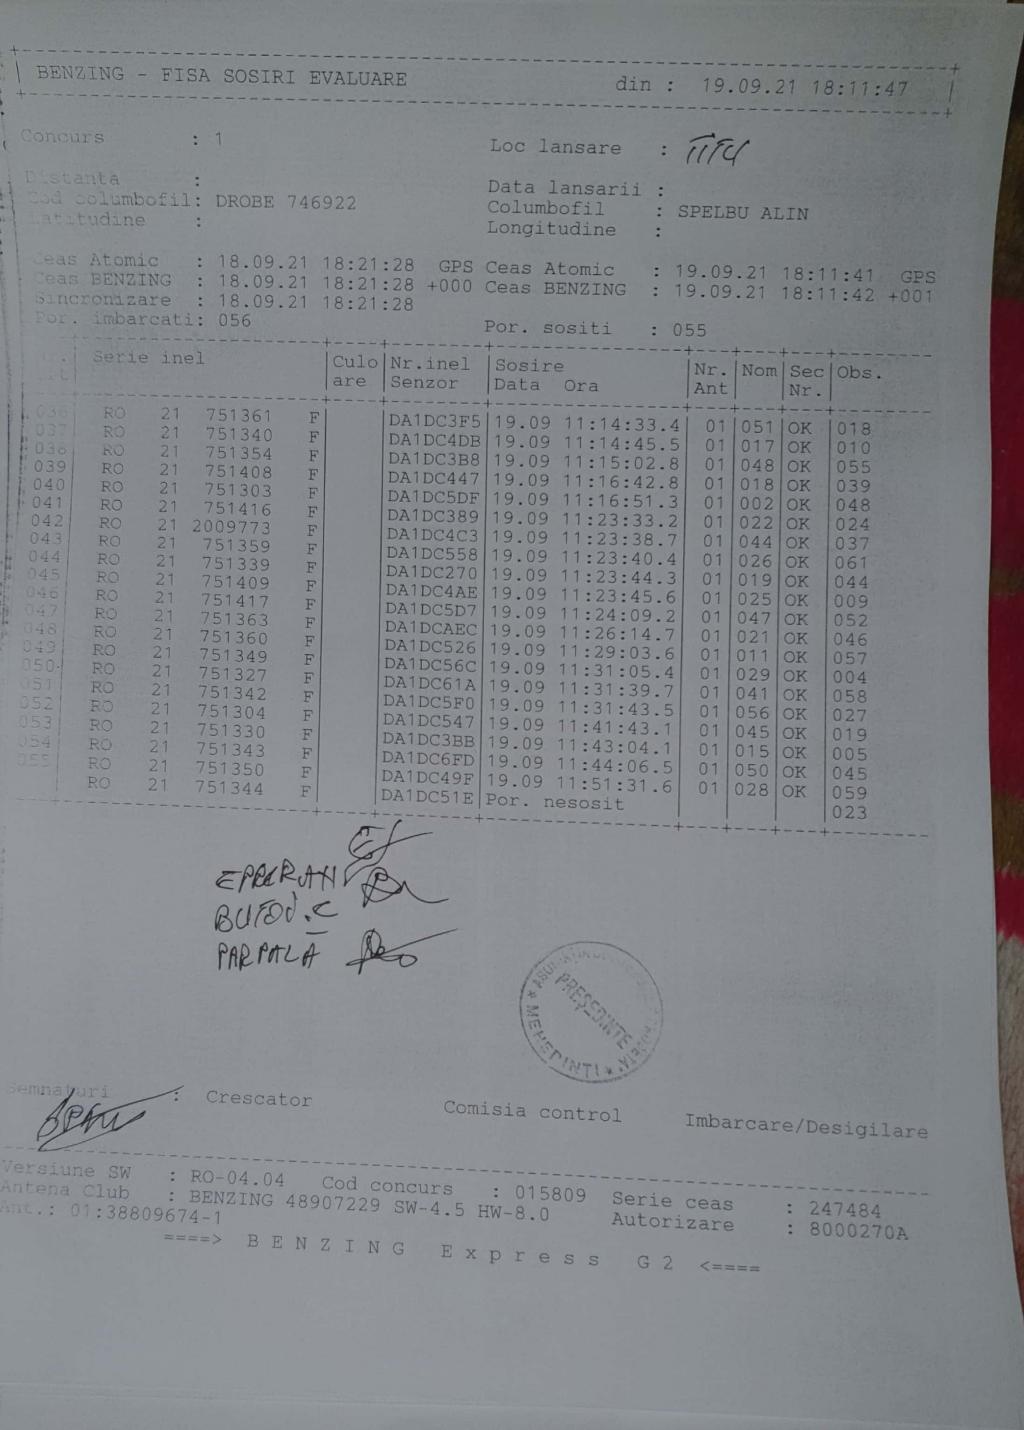 BENZING - FISA SOSIRI EVALUARE din : 19.09.21 18:11:47
Concurs : 1 Loc lansare : TITU
Distanta : Data lansarii :
Cod columbofil: DROBE 746922 Columbofil : SPELBU ALIN
Latitudine : Longitudine :
Ceas Atomic : 18.09.21 18:21:28 GPS Ceas Atomic : 19.09.21 18:11:41 GPS
Ceas BENZING : 18.09.21 18:21:28 +000 Ceas BENZING : 19.09.21 18:11:42 +001
Sincronizare : 18.09.21 18:21:28
Por. imbarcati: 056 Por. sositi : 055
Serie inel Culo Nr.inel Sosire Nr. Nom Sec Obs.
are Senzor Data Ora Ant Nr.
036 RO 21 751361 F DA1DC3F5 19.09 11:14:33.4 01 051 OK 018
037 RO 21 751340 F DA1DC4DB 19.09 11:14:45.5 01 017 OK 010
038 RO 21 751354 F DA1DC3B8 19.09 11:15:02.8 01 048 OK 055
039 RO 21 751408 F DA1DC447 19.09 11:16:42.8 01 018 OK 039
040 RO 21 751303 F DA1DC5DF 19.09 11:16:51.3 01 002 OK 048
041 RO 21 751416 F DA1DC389 19.09 11:23:33.2 01 022 OK 024
042 RO 21 2009773 F DA1DC4C3 19.09 11:23:38.7 01 044 OK 037
043 RO 21 751359 F DA1DC558 19.09 11:23:40.4 01 026 OK 061
044 RO 21 751339 F DA1DC270 19.09 11:23:44.3 01 019 OK 044
045 RO 21 751409 F DA1DC4AE 19.09 11:23:45.6 01 025 OK 009
046 RO 21 751417 F DA1DC5D7 19.09 11:24:09.2 01 047 OK 052
047 RO 21 751363 F DA1DCAEC 19.09 11:26:14.7 01 021 OK 046
048 RO 21 751360 F DA1DC526 19.09 11:29:03.6 01 011 OK 057
049 RO 21 751349 F DA1DC56C 19.09 11:31:05.4 01 029 OK 004
050 RO 21 751327 F DA1DC61A 19.09 11:31:39.7 01 041 OK 058
051 RO 21 751342 F DA1DC5F0 19.09 11:31:43.5 01 056 OK 027
052 RO 21 751304 F DA1DC547 19.09 11:41:43.1 01 045 OK 019
053 RO 21 751330 F DA1DC3BB 19.09 11:43:04.1 01 015 OK 005
054 RO 21 751343 F DA1DC6FD 19.09 11:44:06.5 01 050 OK 045
055 RO 21 751350 F DA1DC49F 19.09 11:51:31.6 01 028 OK 059
RO 21 751344 F DA1DC51E Por. nesosit 023
BUTOI.C
PARPALĂ
PREŞEDINTE
* MEHEDINTI *
Semnaturi : Crescator Comisia control Imbarcare/Desigilare
Versiune SW : RO-04.04 Cod concurs : 015809 Serie ceas : 247484
Antena Club : BENZING 48907229 SW-4.5 HW-8.0 Autorizare : 8000270A
Ant.: 01:38809674-1
====> B E N Z I N G E x p r e s s G 2 <====